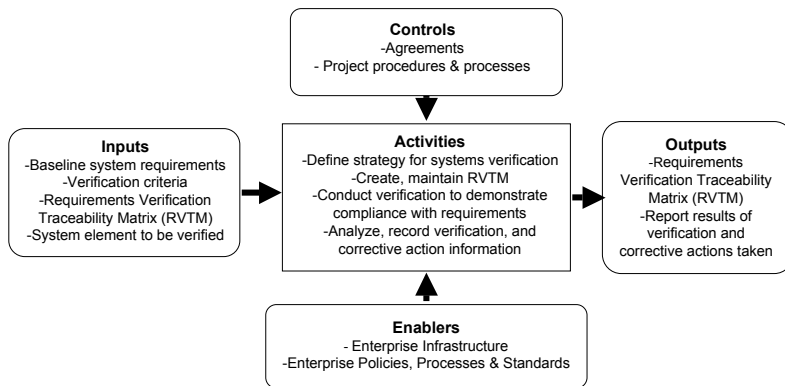 Controls
-Agreements
- Project procedures & processes
Inputs
-Baseline system requirements
-Verification criteria
-Requirements Verification
Traceability Matrix (RVTM)
-System element to be verified
Activities
-Define strategy for systems verification
-Create, maintain RVTM
-Conduct verification to demonstrate
compliance with requirements
-Analyze, record verification, and
corrective action information
Outputs
-Requirements
Verification Traceability
Matrix (RVTM)
-Report results of
verification and
corrective actions taken
Enablers
- Enterprise Infrastructure
-Enterprise Policies, Processes & Standards